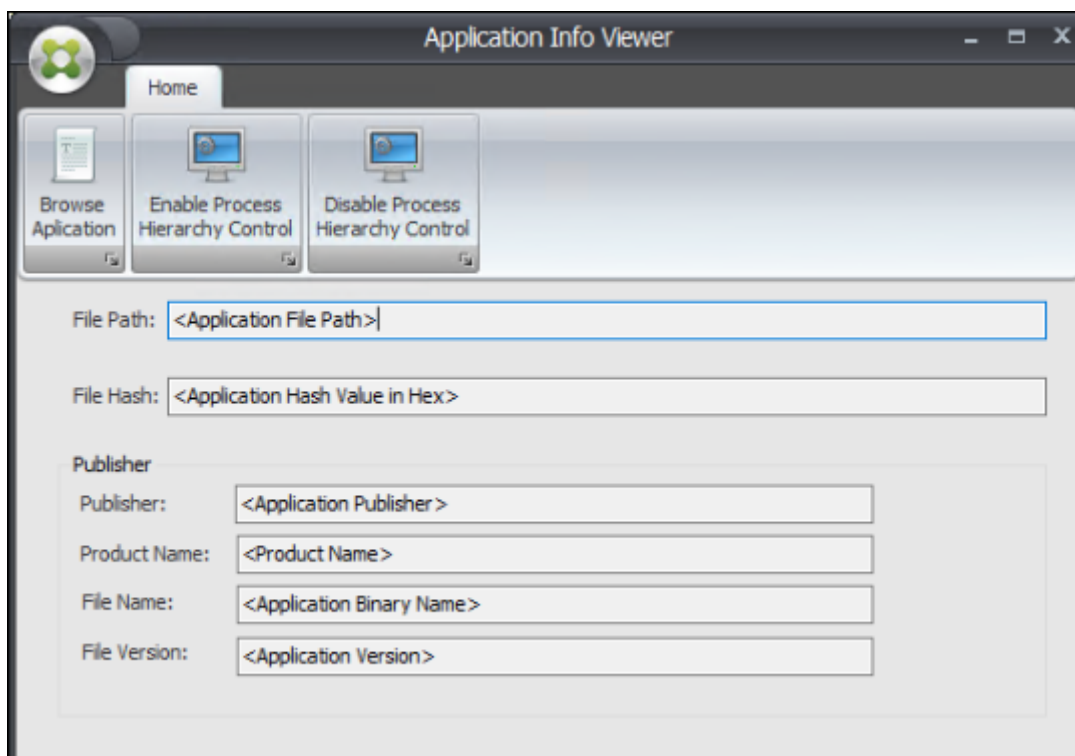 Application Info Viewer
Home
Browse
Aplication
Enable Process
Hierarchy Control
Disable Process
Hierarchy Control
File Path: <Application File Path>
File Hash: <Application Hash Value in Hex>
Publisher
Publisher: <Application Publisher>
Product Name: <Product Name>
File Name: <Application Binary Name>
File Version: <Application Version>